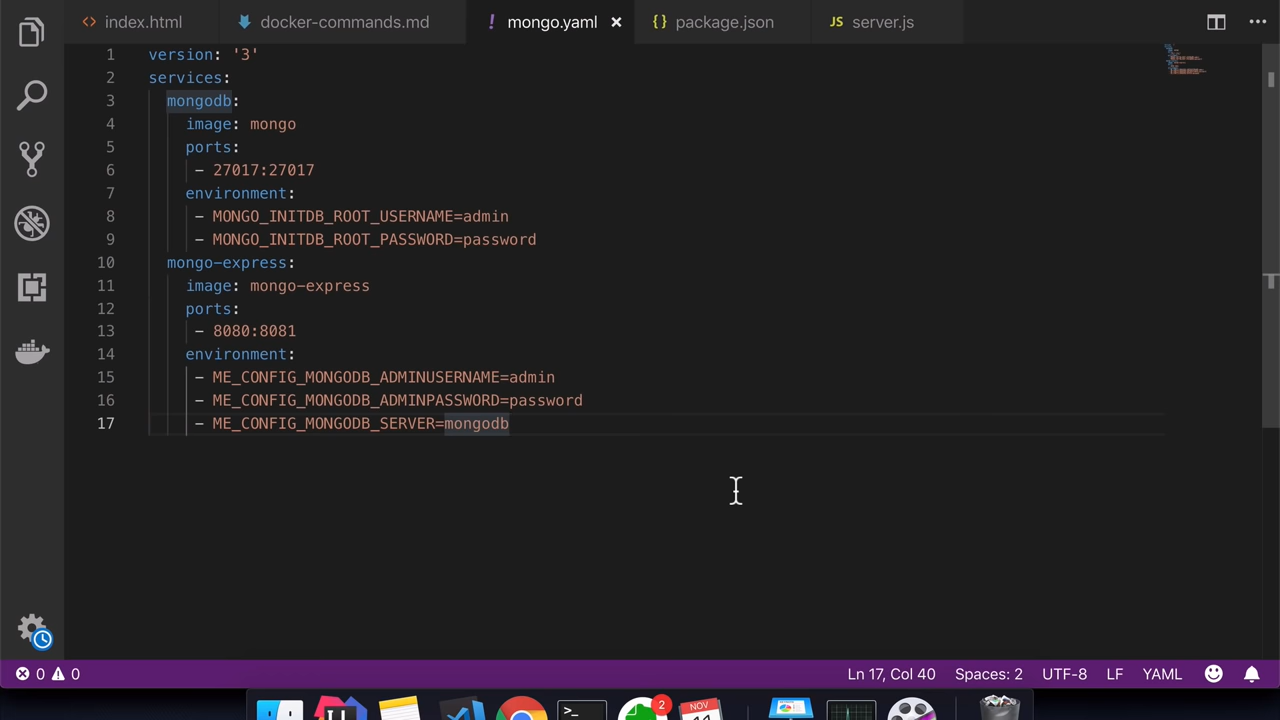 index.html docker-commands.md ! mongo.yaml × {} package.json JS server.js ...
1 version: '3'
2 services:
3 mongodb:
4 image: mongo
5 ports:
6 - 27017:27017
7 environment:
8 - MONGO_INITDB_ROOT_USERNAME=admin
9 - MONGO_INITDB_ROOT_PASSWORD=password
10 mongo-express:
11 image: mongo-express
12 ports:
13 - 8080:8081
14 environment:
15 - ME_CONFIG_MONGODB_ADMINUSERNAME=admin
16 - ME_CONFIG_MONGODB_ADMINPASSWORD=password
17 - ME_CONFIG_MONGODB_SERVER=mongodb
0 0 Ln 17, Col 40 Spaces: 2 UTF-8 LF YAML
2
NOV